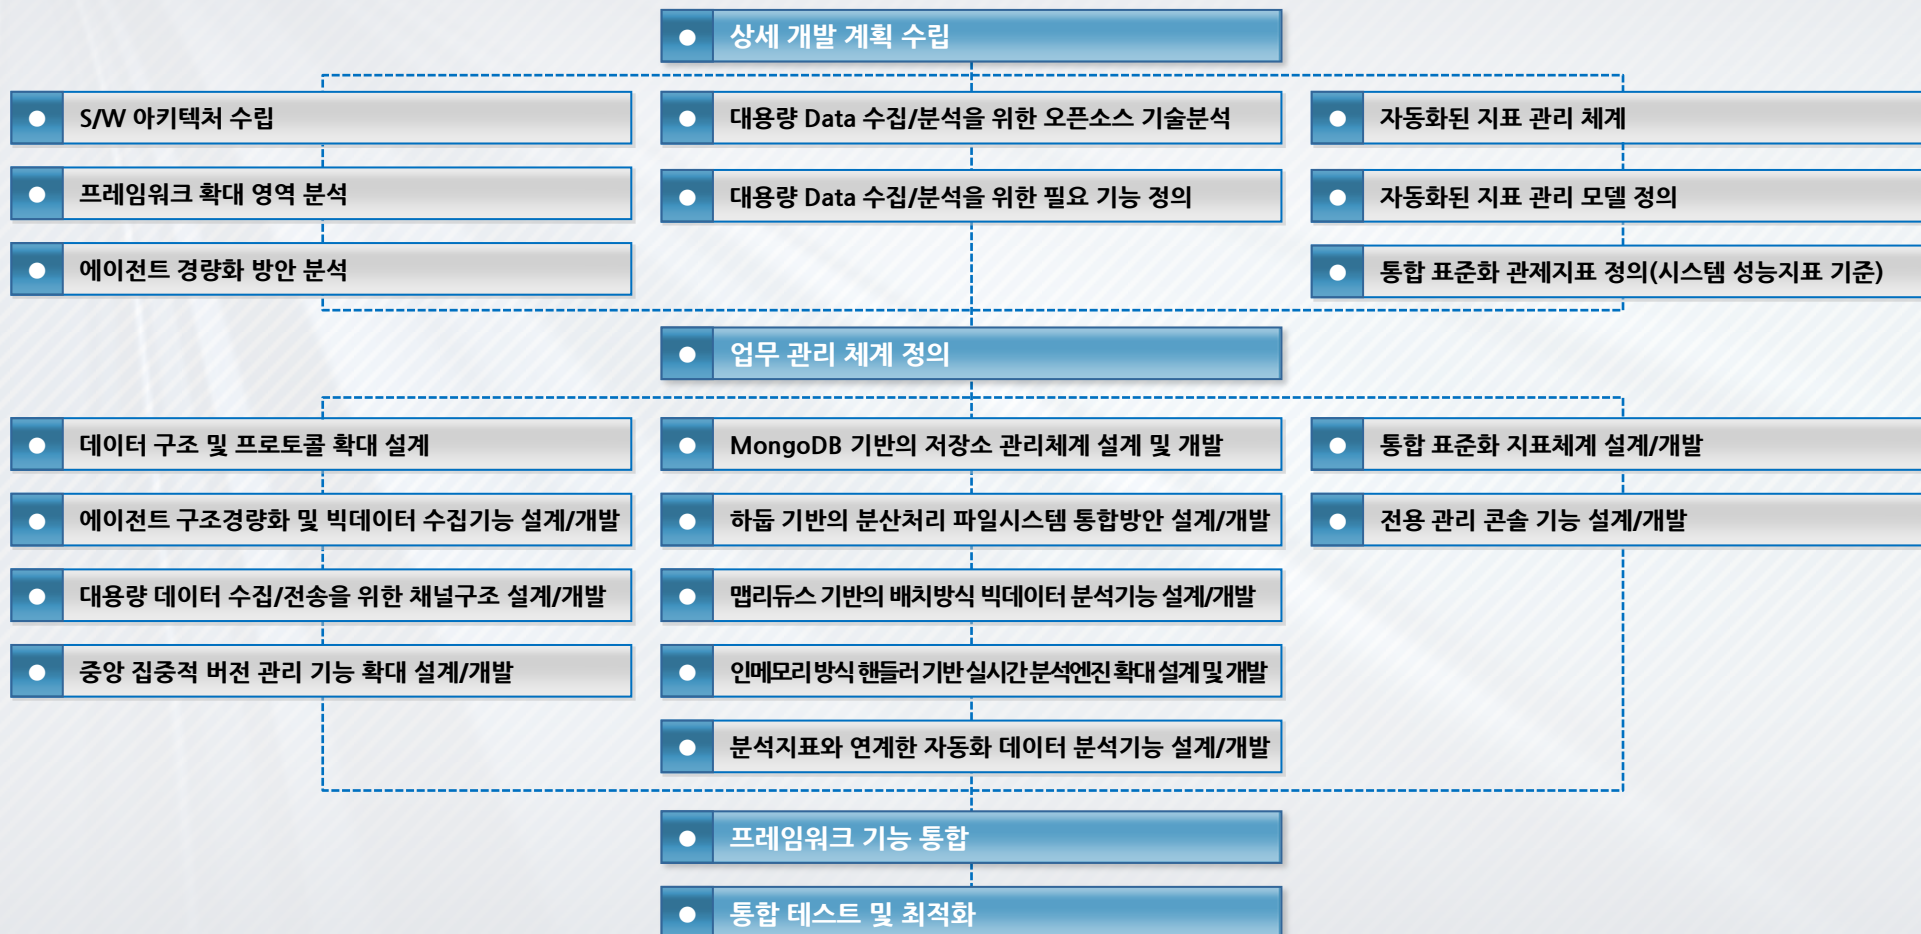 상세 개발 계획 수립
S/W 아키텍처 수립
대용량 Data 수집/분석을 위한 오픈소스 기술분석
자동화된 지표 관리 체계
프레임워크 확대 영역 분석
대용량 Data 수집/분석을 위한 필요 기능 정의
자동화된 지표 관리 모델 정의
에이전트 경량화 방안 분석
통합 표준화 관제지표 정의(시스템 성능지표 기준)
업무 관리 체계 정의
데이터 구조 및 프로토콜 확대 설계
MongoDB 기반의 저장소 관리체계 설계 및 개발
통합 표준화 지표체계 설계/개발
에이전트 구조경량화 및 빅데이터 수집기능 설계/개발
하둡 기반의 분산처리 파일시스템 통합방안 설계/개발
전용 관리 콘솔 기능 설계/개발
대용량 데이터 수집/전송을 위한 채널구조 설계/개발
맵리듀스 기반의 배치방식 빅데이터 분석기능 설계/개발
중앙 집중적 버전 관리 기능 확대 설계/개발
인메모리 방식 핸들러 기반 실시간 분석엔진 확대 설계 및 개발
분석지표와 연계한 자동화 데이터 분석기능 설계/개발
프레임워크 기능 통합
통합 테스트 및 최적화